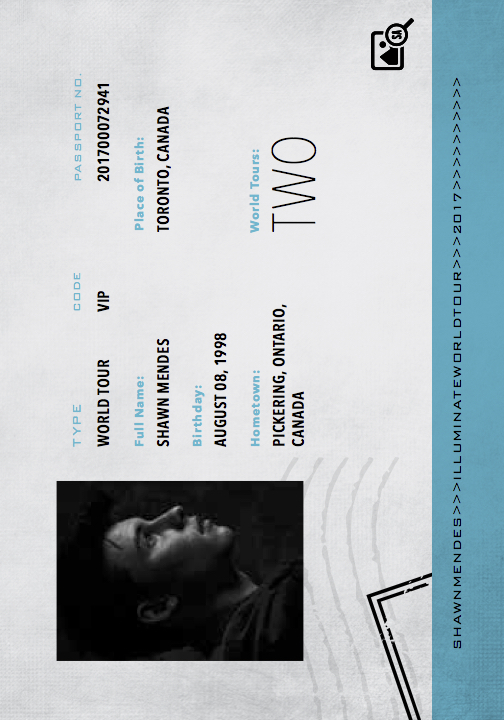 TYPE CODE PASSPORT NO.
WORLD TOUR VIP 201700072941
Full Name: Place of Birth:
SHAWN MENDES TORONTO, CANADA
Birthday:
AUGUST 08, 1998
Hometown: World Tours:
PICKERING, ONTARIO, TWO
CANADA
SHAWNMENDES>>>ILLUMINATEWORLDTOUR>>>2017>>>>>>>>>>>